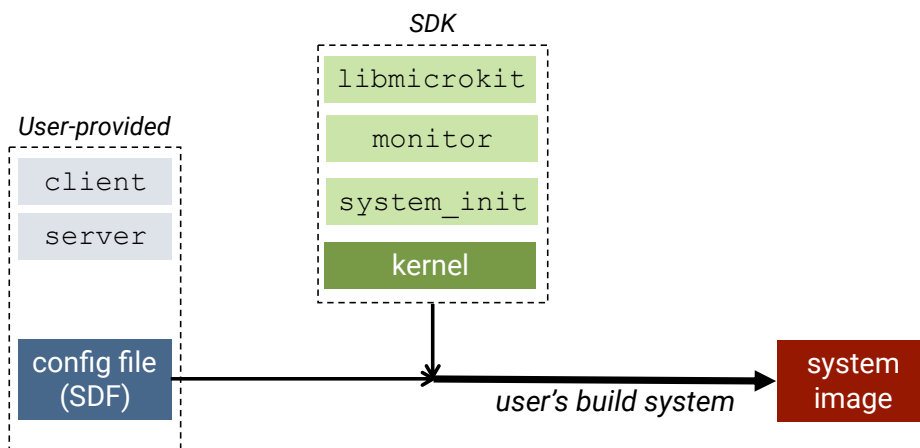 SDK
libmicrokit
monitor
system_init
kernel
User-provided
client
server
config file
(SDF)
user's build system
system
image